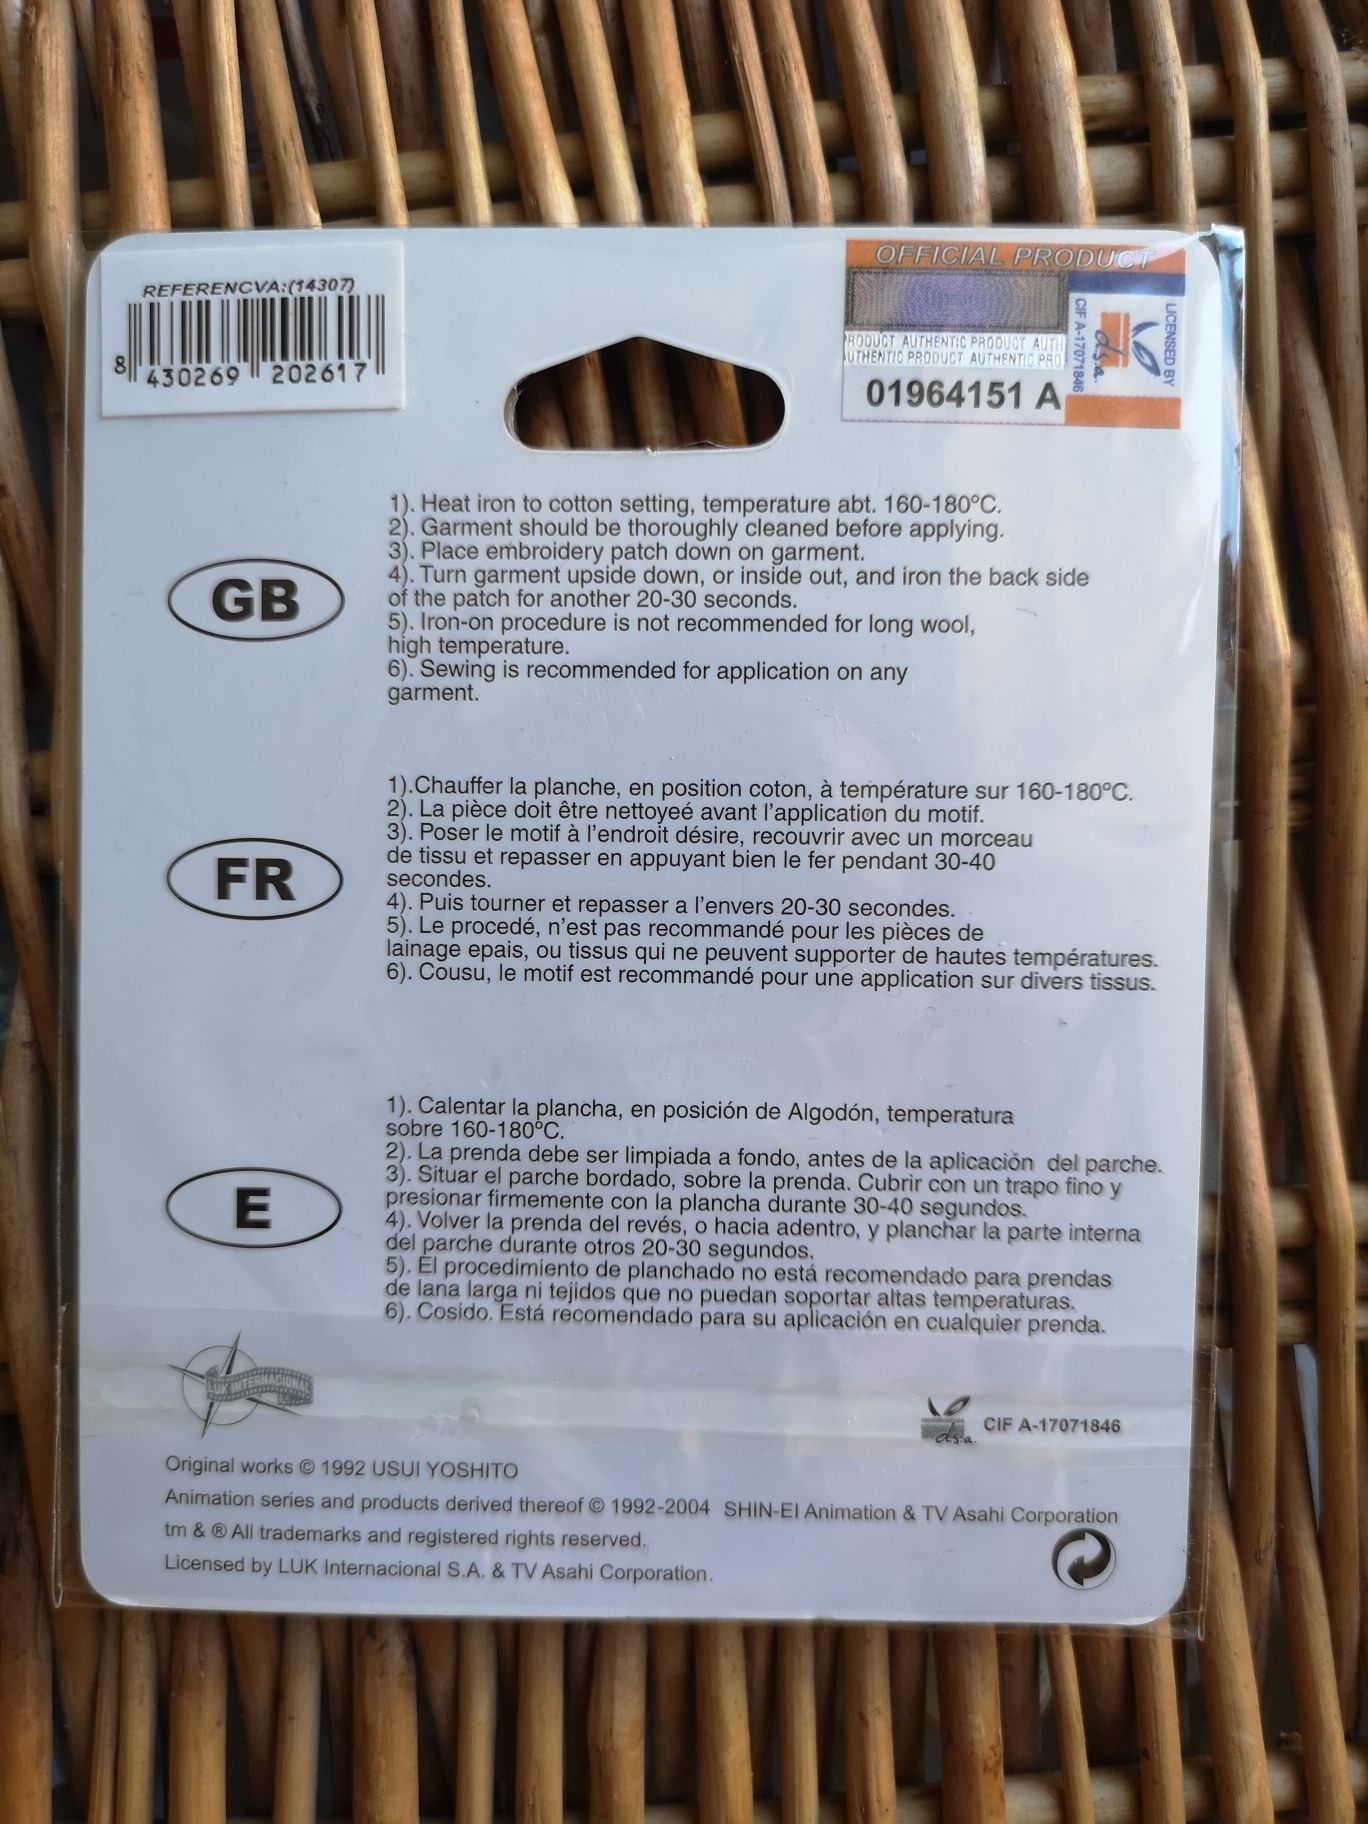 REFERENCVA:(14307)
8 430269 202617
OFFICIAL PRODUCT
PRODUCT AUTHENTIC PRODUCT AUTH
UTHENTIC PRODUCT AUTHENTIC PRO
01964151 A
CIF A-17071846
d.s.a.
LICENSED BY
GB
1). Heat iron to cotton setting, temperature abt. 160-180ºC.
2). Garment should be thoroughly cleaned before applying.
3). Place embroidery patch down on garment.
4). Turn garment upside down, or inside out, and iron the back side
of the patch for another 20-30 seconds.
5). Iron-on procedure is not recommended for long wool,
high temperature.
6). Sewing is recommended for application on any
garment.
FR
1).Chauffer la planche, en position coton, à température sur 160-180ºC.
2). La pièce doit être nettoyeé avant l'application du motif.
3). Poser le motif à l'endroit désire, recouvrir avec un morceau
de tissu et repasser en appuyant bien le fer pendant 30-40
secondes.
4). Puis tourner et repasser a l'envers 20-30 secondes.
5). Le procedé, n'est pas recommandé pour les pièces de
lainage epais, ou tissus qui ne peuvent supporter de hautes températures.
6). Cousu, le motif est recommandé pour une application sur divers tissus.
E
1). Calentar la plancha, en posición de Algodón, temperatura
sobre 160-180ºC.
2). La prenda debe ser limpiada a fondo, antes de la aplicación del parche.
3). Situar el parche bordado, sobre la prenda. Cubrir con un trapo fino y
presionar firmemente con la plancha durante 30-40 segundos.
4). Volver la prenda del revés, o hacia adentro, y planchar la parte interna
del parche durante otros 20-30 segundos.
5). El procedimiento de planchado no está recomendado para prendas
de lana larga ni tejidos que no puedan soportar altas temperaturas.
6). Cosido. Está recomendado para su aplicación en cualquier prenda.
LUK INTERNACIONAL
d.s.a.
CIF A-17071846
Original works © 1992 USUI YOSHITO
Animation series and products derived thereof © 1992-2004 SHIN-EI Animation & TV Asahi Corporation
tm & ® All trademarks and registered rights reserved.
Licensed by LUK Internacional S.A. & TV Asahi Corporation.